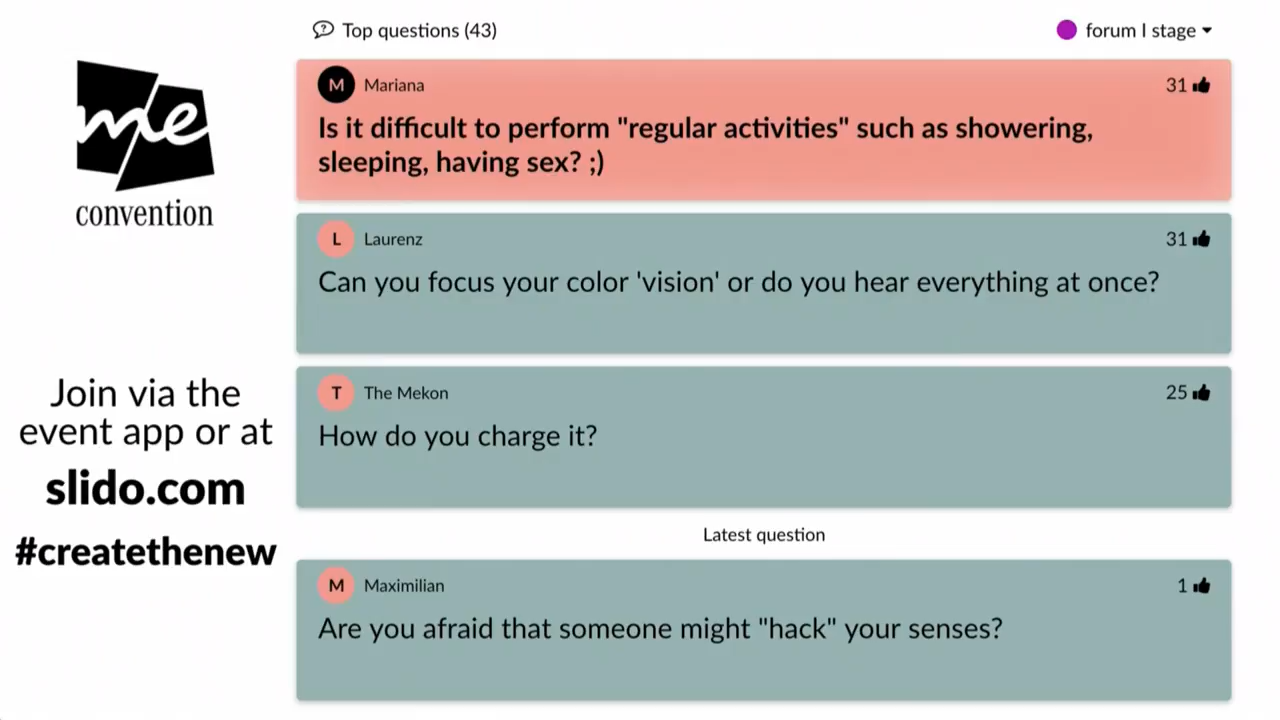 Top questions (43)
forum I stage
me
convention
M Mariana 31
Is it difficult to perform "regular activities" such as showering,
sleeping, having sex? ;)
L Laurenz 31
Can you focus your color 'vision' or do you hear everything at once?
T The Mekon 25
How do you charge it?
Join via the
event app or at
slido.com
#createthenew
Latest question
M Maximilian 1
Are you afraid that someone might "hack" your senses?